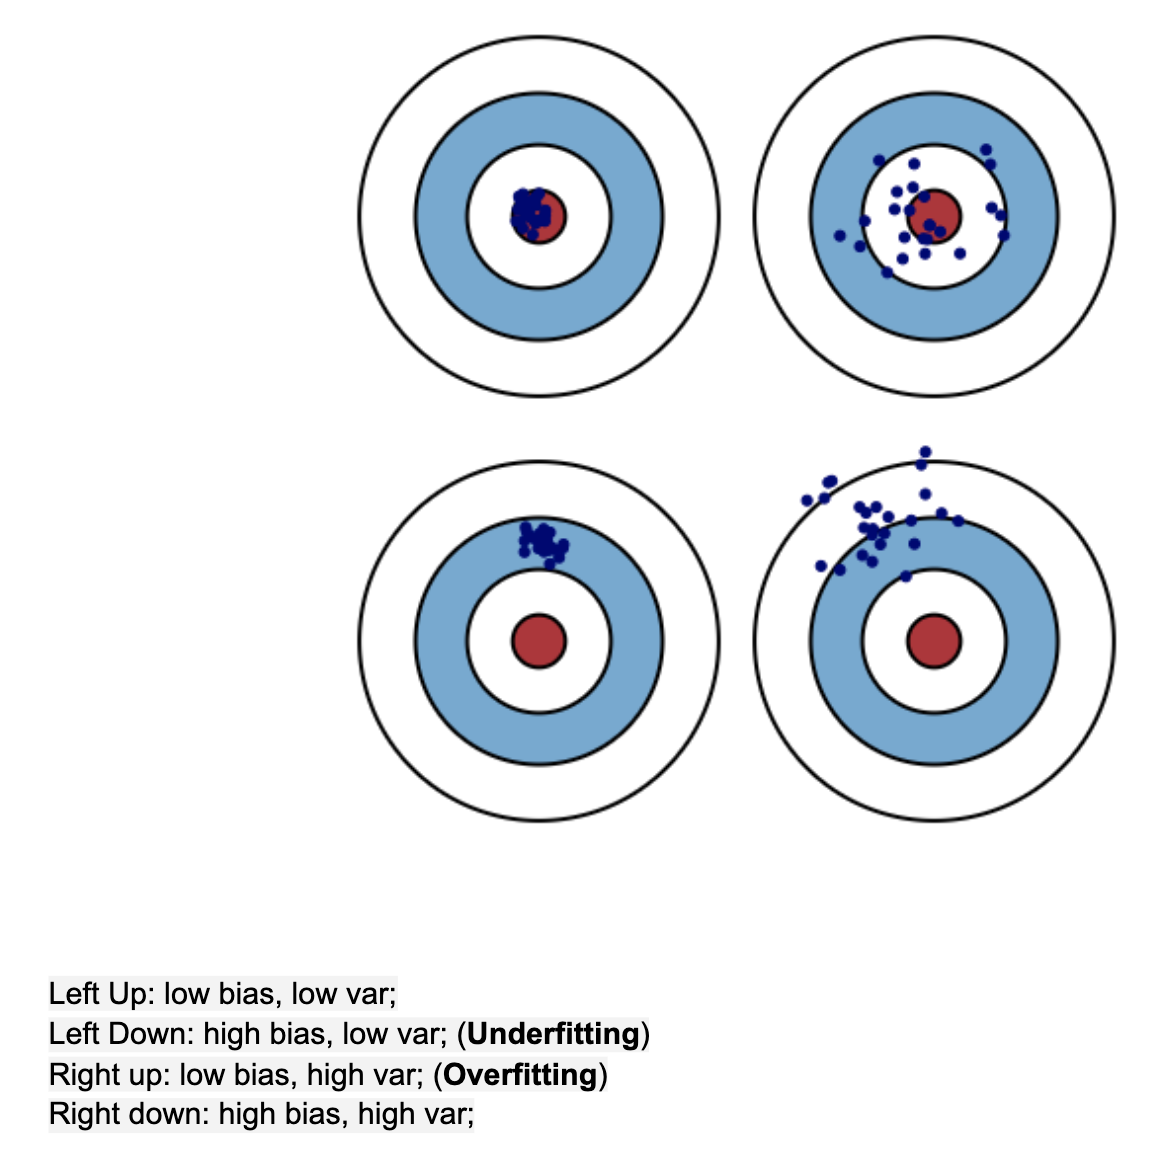 Left Up: low bias, low var;
Left Down: high bias, low var; (Underfitting)
Right up: low bias, high var; (Overfitting)
Right down: high bias, high var;